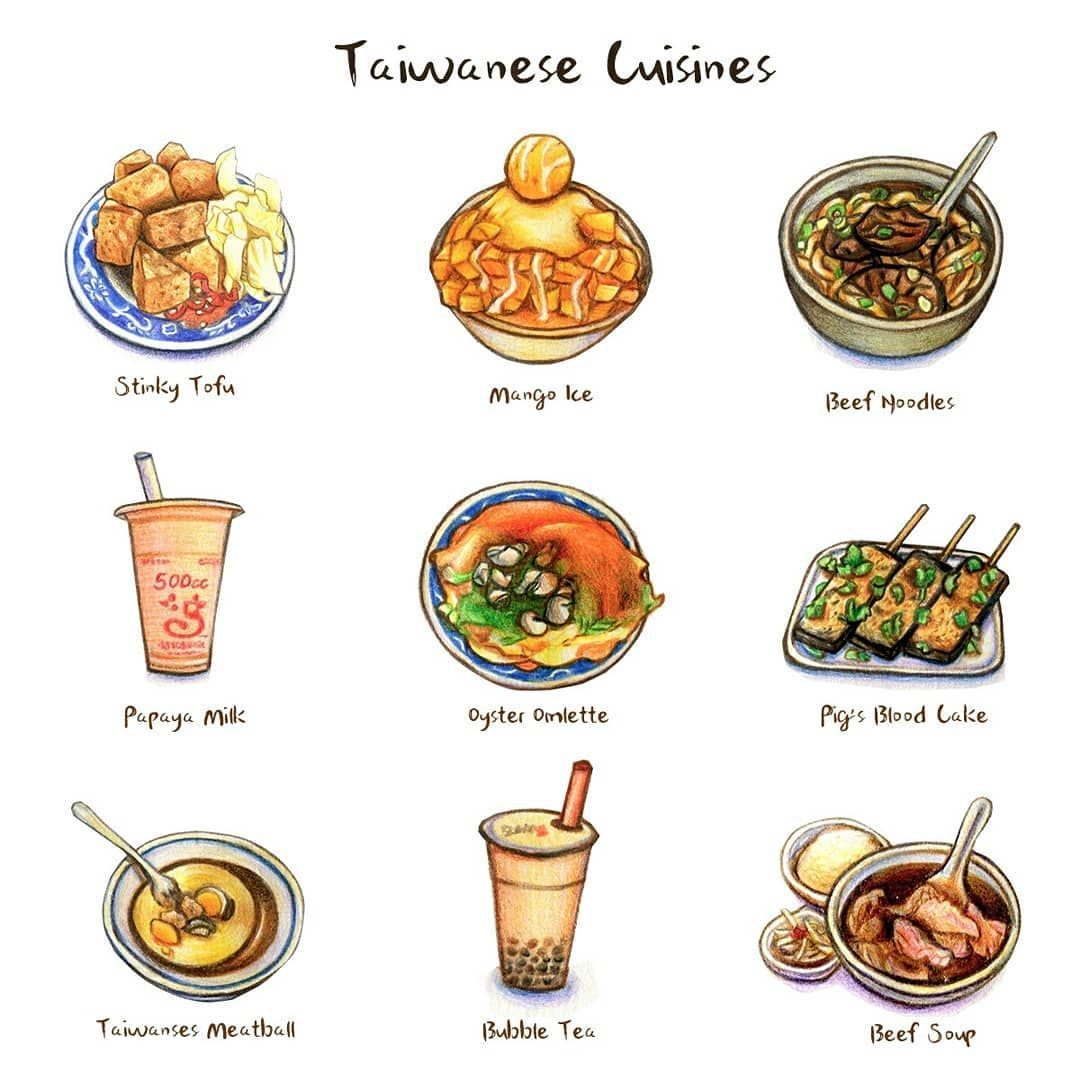 Taiwanese Cuisines
Stinky Tofu
Mango Ice
Beef Noodles
500cc
Papaya Milk
Oyster Omlette
Pig's Blood Cake
Taiwanses Meatball
Bubble Tea
Beef Soup